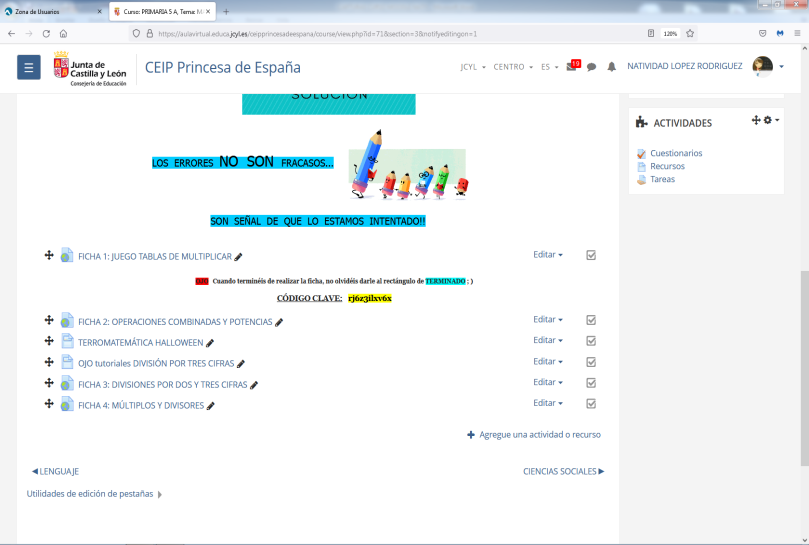 Zona de Usuarios
Curso: PRIMARIA 5 A, Tema: M
https://aulavirtual.educa.jcyl.es/ceipprincesadeespana/course/view.php?id=71&section=3&notifyeditingon=1
120%
Junta de
Castilla y León
Consejería de Educación
CEIP Princesa de España
JCYL
CENTRO
ES
19
NATIVIDAD LOPEZ RODRIGUEZ
SOLUCIÓN
LOS ERRORES NO SON FRACASOS...
SON SEÑAL DE QUE LO ESTAMOS INTENTADO!!
FICHA 1: JUEGO TABLAS DE MULTIPLICAR
Editar
Cuando terminéis de realizar la ficha, no olvidéis darle al rectángulo de TERMINADO ; )
CÓDIGO CLAVE: rj6z3ilxv6x
FICHA 2: OPERACIONES COMBINADAS Y POTENCIAS
Editar
TERROMATEMÁTICA HALLOWEEN
Editar
OJO tutoriales DIVISIÓN POR TRES CIFRAS
Editar
FICHA 3: DIVISIONES POR DOS Y TRES CIFRAS
Editar
FICHA 4: MÚLTIPLOS Y DIVISORES
Editar
Agregue una actividad o recurso
LENGUAJE
CIENCIAS SOCIALES
Utilidades de edición de pestañas
ACTIVIDADES
Cuestionarios
Recursos
Tareas